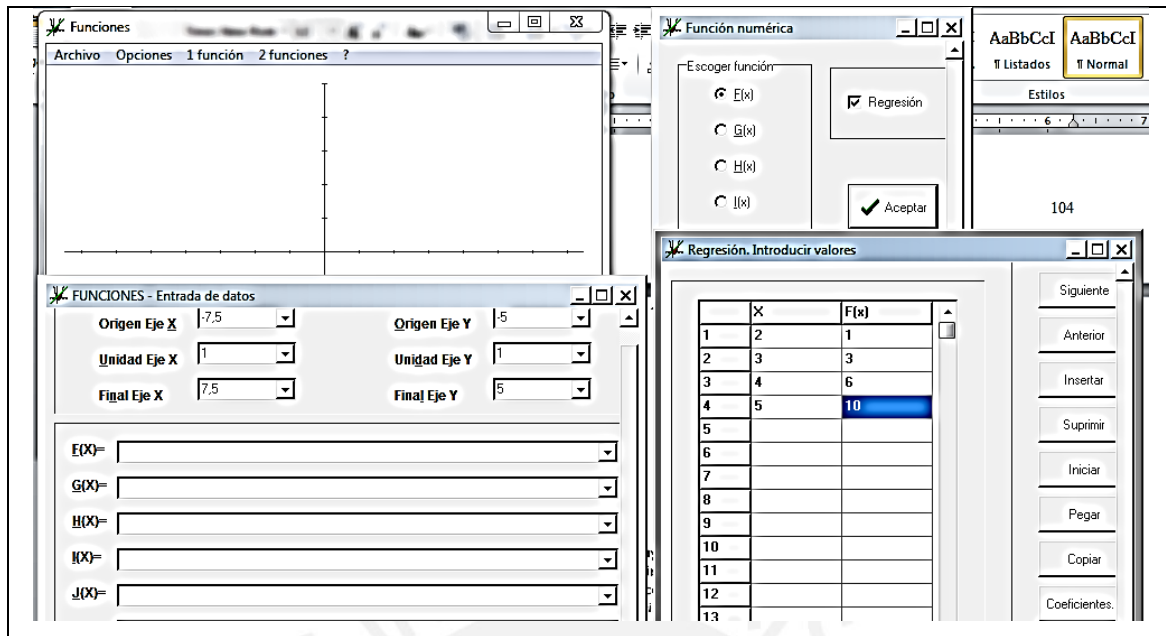 Funciones
Archivo Opciones 1 función 2 funciones ?
Función numérica
Escoger función
F(x)
G(x)
H(x)
I(x)
Regresión
Aceptar
AaBbCcI AaBbCcI
¶ Listados ¶ Normal
Estilos
6 7
104
FUNCIONES - Entrada de datos
Origen Eje X -7,5 Origen Eje Y -5
Unidad Eje X 1 Unidad Eje Y 1
Final Eje X 7,5 Final Eje Y 5
F(X)=
G(X)=
H(X)=
I(X)=
J(X)=
Regresión. Introducir valores
X F(x)
1 2 1
2 3 3
3 4 6
4 5 10
5
6
7
8
9
10
11
12
13
Siguiente
Anterior
Insertar
Suprimir
Iniciar
Pegar
Copiar
Coeficientes.